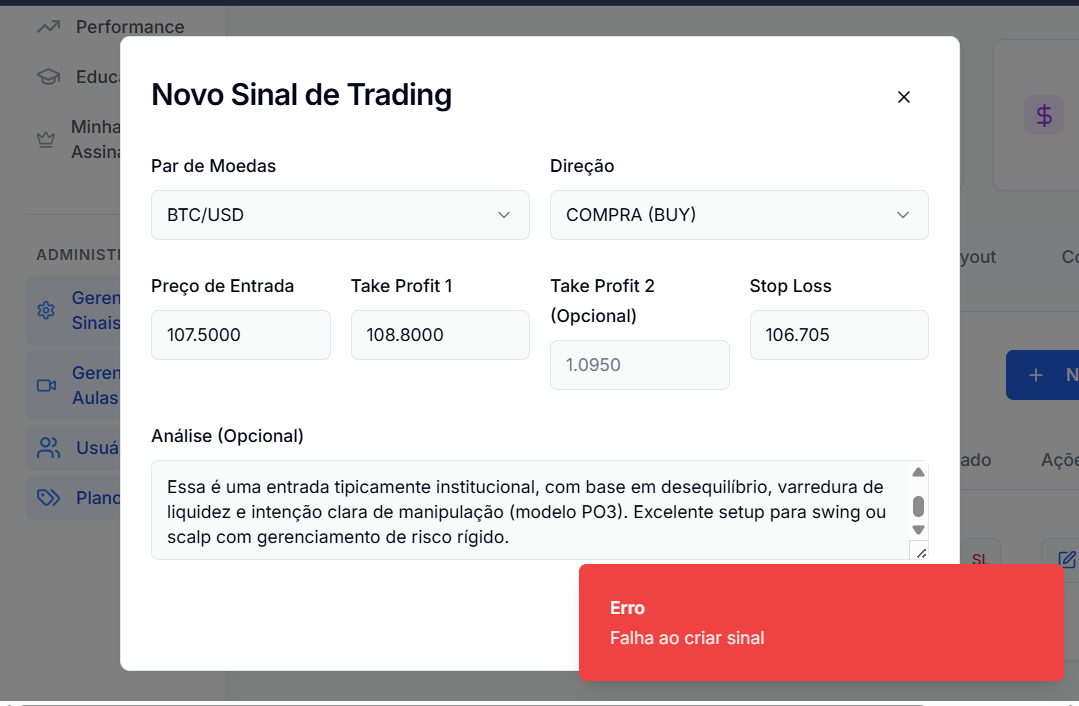 Performance
Educa
Minha
Assina
ADMINISTR
Geren
Sinais
Geren
Aulas
Usuá
Plano
Novo Sinal de Trading
Par de Moedas
Direção
BTC/USD
COMPRA (BUY)
Preço de Entrada
Take Profit 1
Take Profit 2
(Opcional)
Stop Loss
107.5000
108.8000
1.0950
106.705
Análise (Opcional)
Essa é uma entrada tipicamente institucional, com base em desequilíbrio, varredura de
liquidez e intenção clara de manipulação (modelo PO3). Excelente setup para swing ou
scalp com gerenciamento de risco rígido.
$
yout
Co
+ N
ado
Açõe
SL
Erro
Falha ao criar sinal